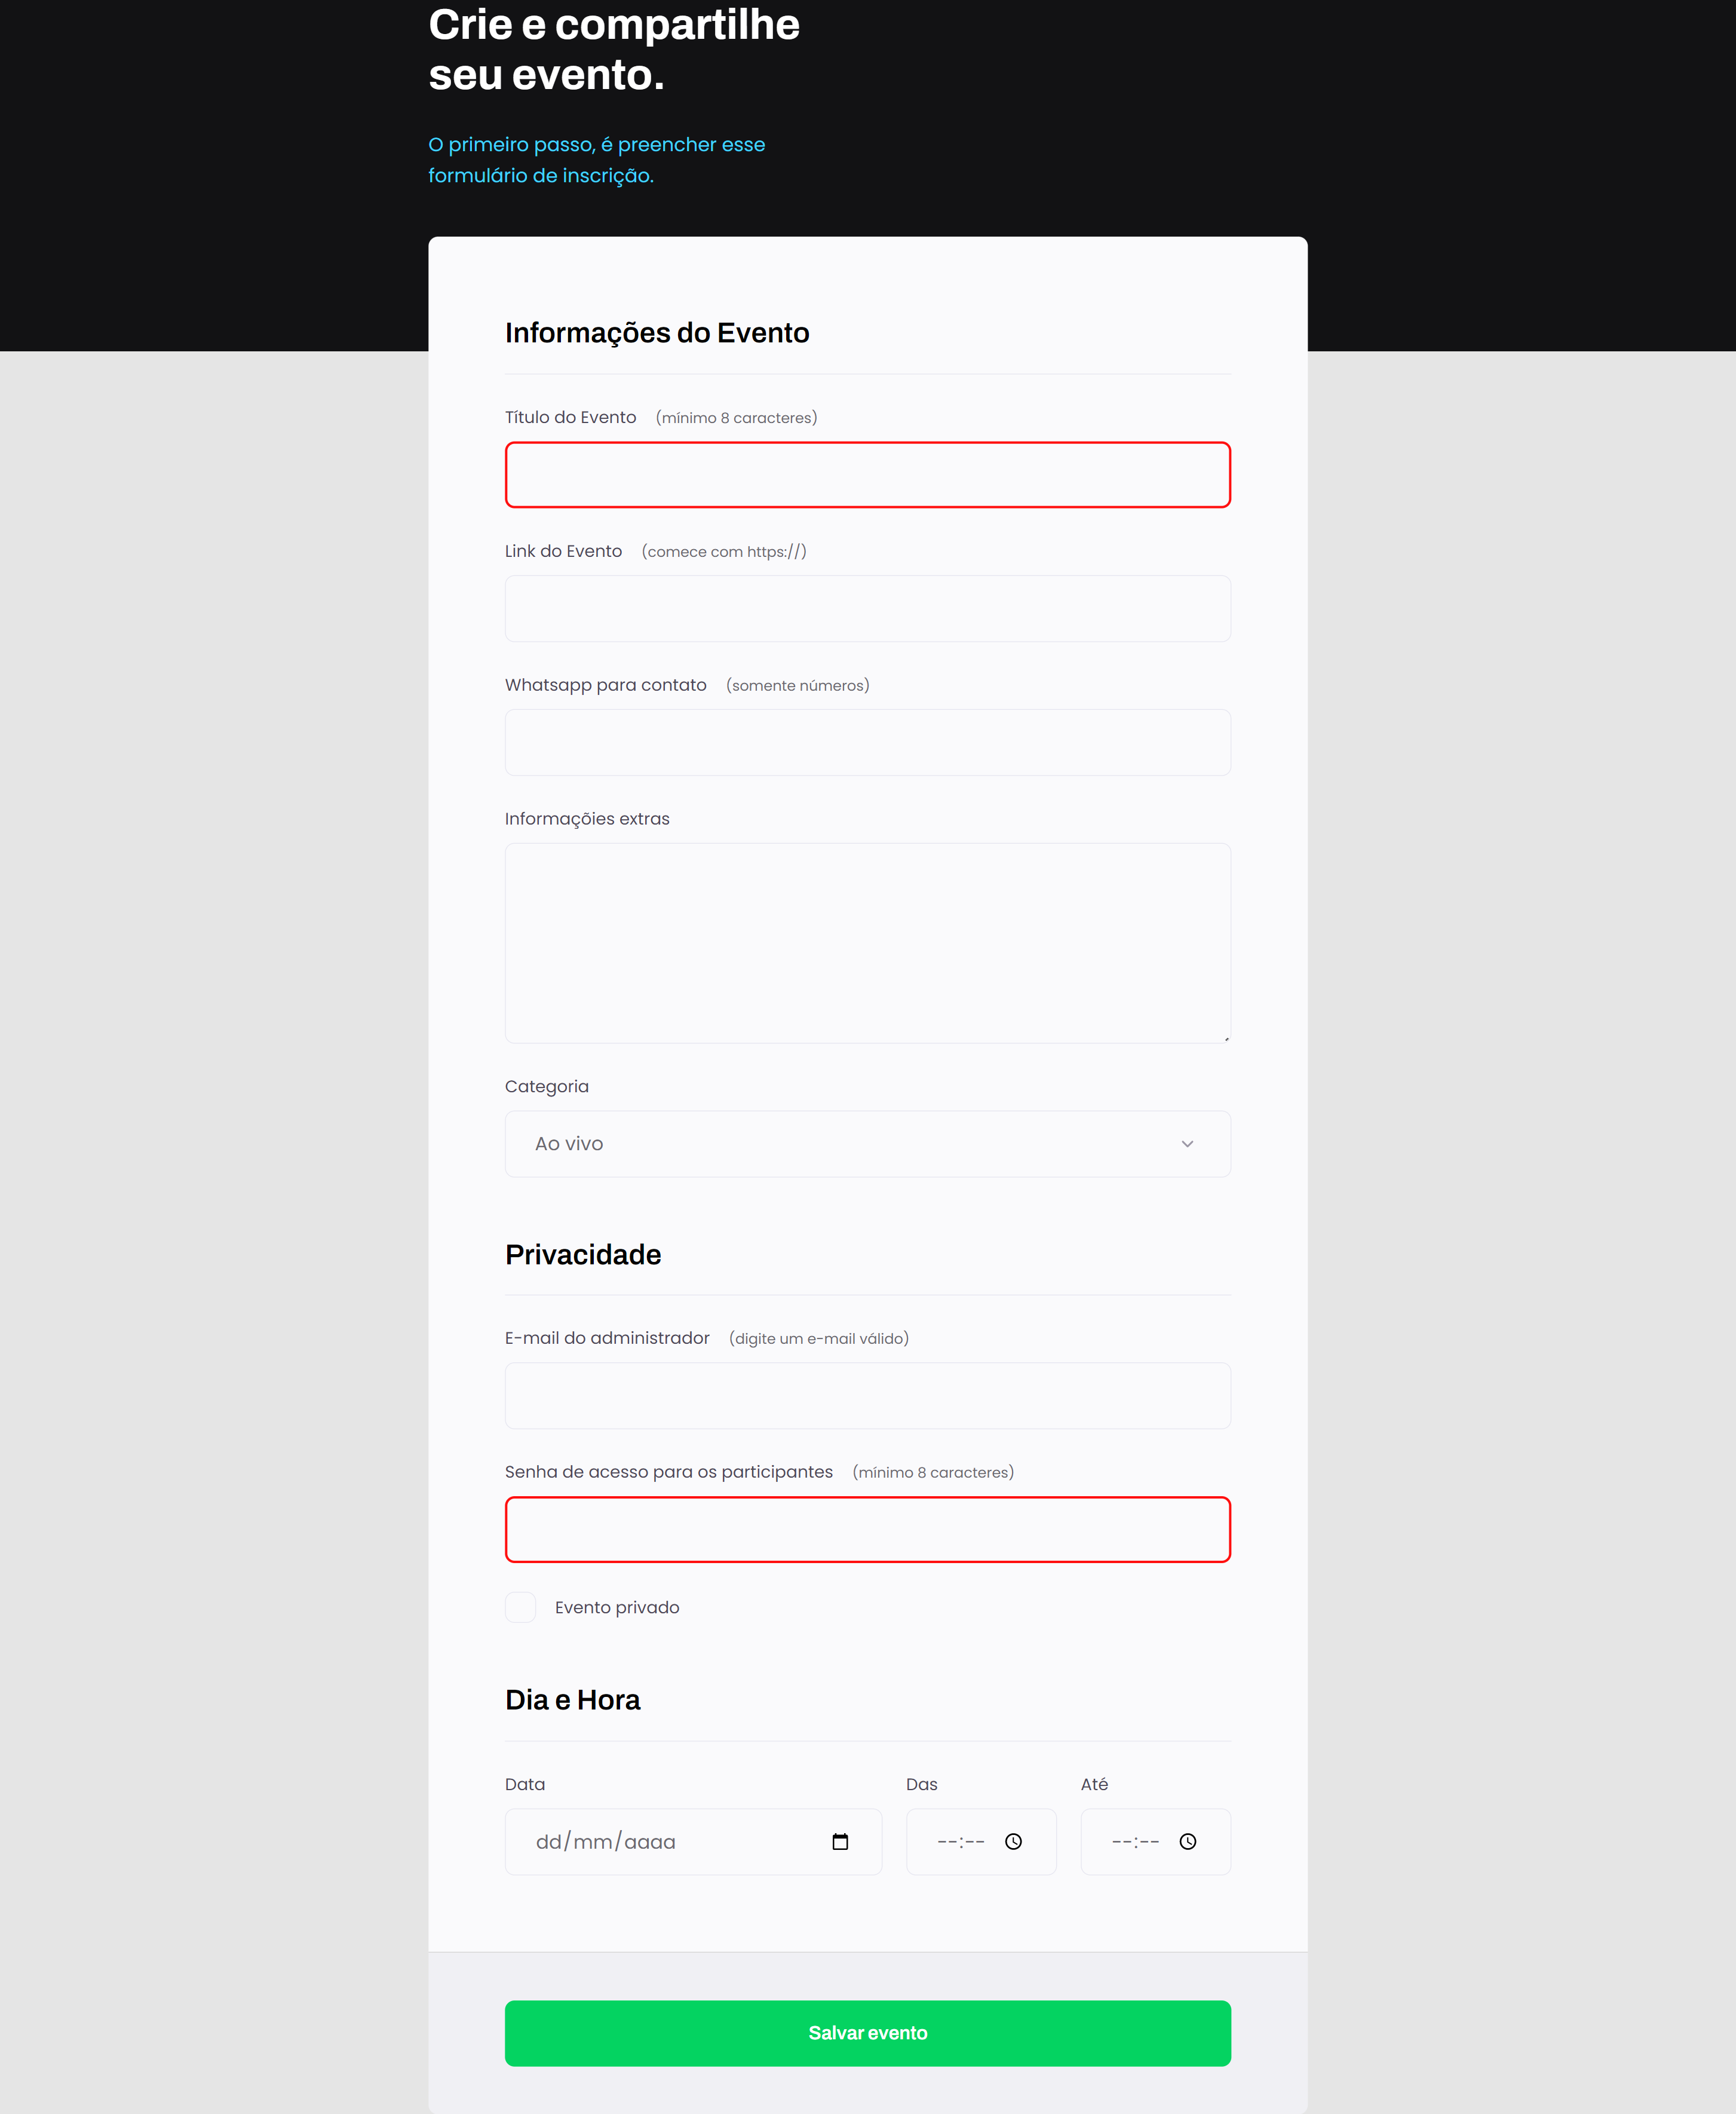 Crie e compartilhe
seu evento.
O primeiro passo, é preencher esse
formulário de inscrição.
Informações do Evento
Título do Evento (mínimo 8 caracteres)
Link do Evento (comece com https://)
Whatsapp para contato (somente números)
Informaçõies extras
Categoria
Ao vivo
Privacidade
E-mail do administrador (digite um e-mail válido)
Senha de acesso para os participantes (mínimo 8 caracteres)
Evento privado
Dia e Hora
Data Das Até
dd/mm/aaaa --:-- --:--
Salvar evento